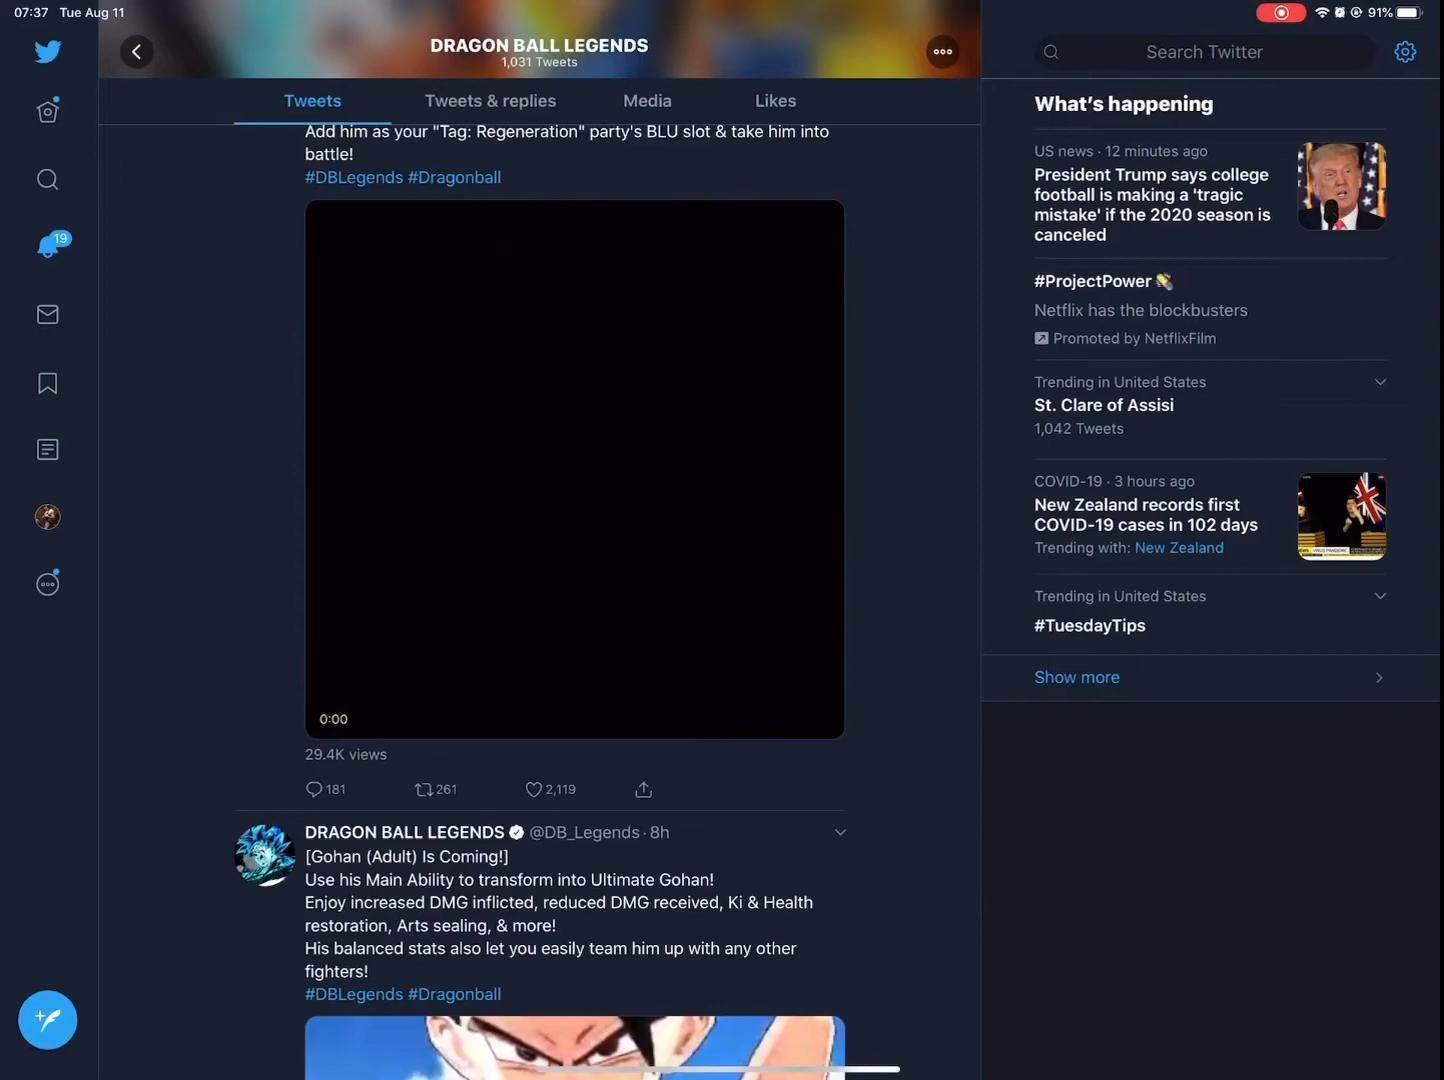 07:37 Tue Aug 11
91%
DRAGON BALL LEGENDS
1,031 Tweets
Tweets
Tweets & replies
Media
Likes
19
Add him as your "Tag: Regeneration" party's BLU slot & take him into
battle!
#DBLegends #Dragonball
0:00
29.4K views
181
261
2,119
DRAGON BALL LEGENDS @DB_Legends · 8h
[Gohan (Adult) Is Coming!]
Use his Main Ability to transform into Ultimate Gohan!
Enjoy increased DMG inflicted, reduced DMG received, Ki & Health
restoration, Arts sealing, & more!
His balanced stats also let you easily team him up with any other
fighters!
#DBLegends #Dragonball
Search Twitter
What's happening
US news · 12 minutes ago
President Trump says college
football is making a 'tragic
mistake' if the 2020 season is
canceled
#ProjectPower
Netflix has the blockbusters
Promoted by NetflixFilm
Trending in United States
St. Clare of Assisi
1,042 Tweets
COVID-19 · 3 hours ago
New Zealand records first
COVID-19 cases in 102 days
Trending with: New Zealand
Trending in United States
#TuesdayTips
Show more